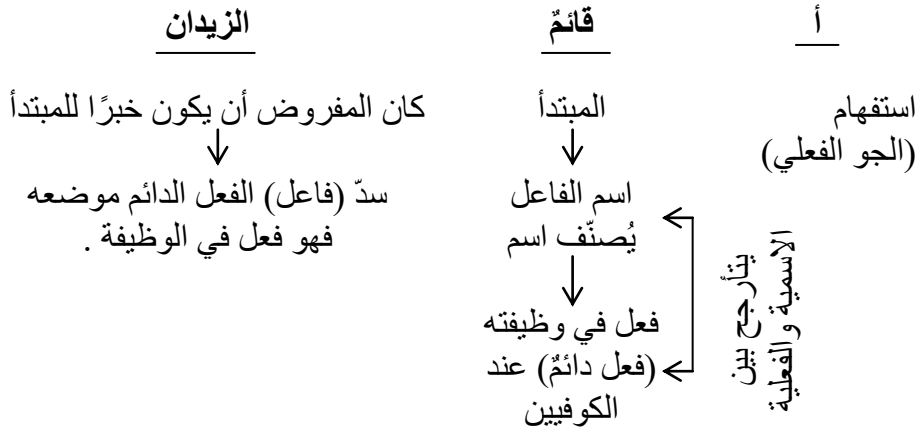 أ
قائمٌ
الزيدان
استفهام
(الجو الفعلي)
المبتدأ
اسم الفاعل
يُصنّف اسم
فعل في وظيفته
(فعل دائمٌ) عند
الكوفيين
يتأرجح بين
الاسمية والفعلية
كان المفروض أن يكون خبرًا للمبتدأ
سدّ (فاعل) الفعل الدائم موضعه
فهو فعل في الوظيفة .